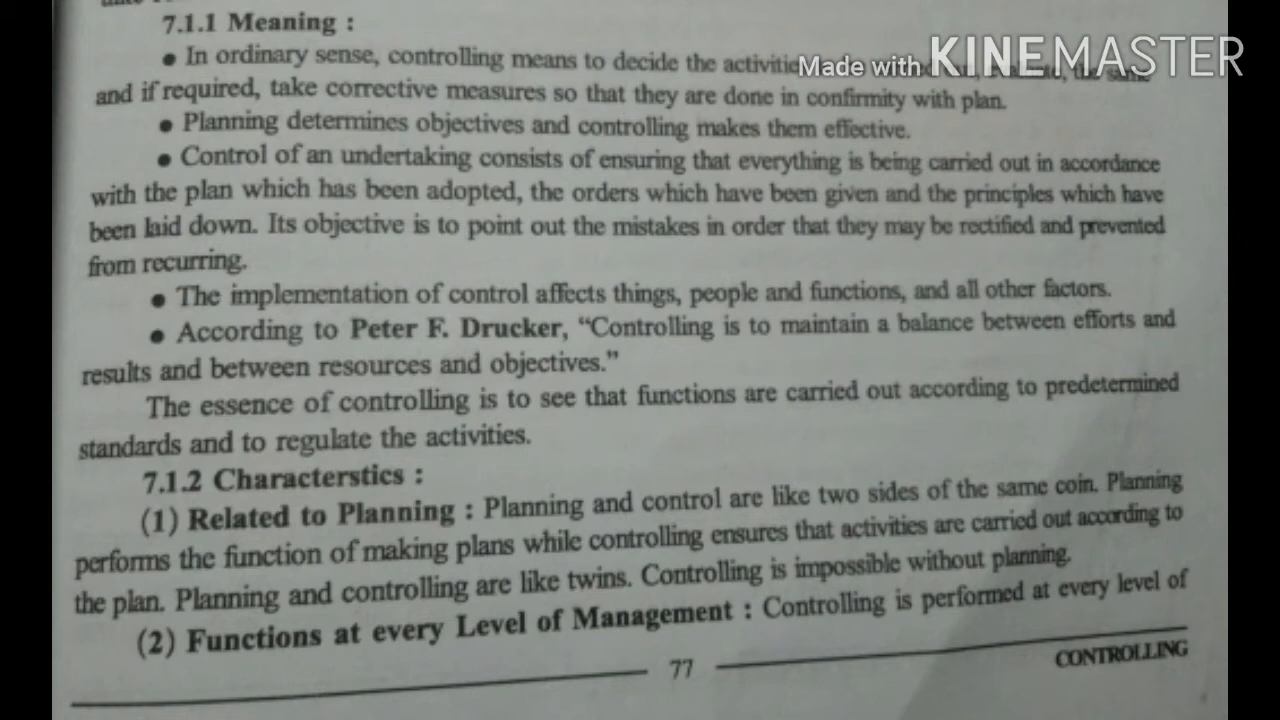 7.1.1 Meaning :
• In ordinary sense, controlling means to decide the
Made with KINEMASTER
and if required, take corrective measures so that they are done in confirmity with plan.
• Planning determines objectives and controlling makes them effective.
• Control of an undertaking consists of ensuring that everything is being carried out in accordance
with the plan which has been adopted, the orders which have been given and the principles which have
been laid down. Its objective is to point out the mistakes in order that they may be rectified and prevented
from recurring.
• The implementation of control affects things, people and functions, and all other factors.
• According to Peter F. Drucker, “Controlling is to maintain a balance between efforts and
results and between resources and objectives.”
The essence of controlling is to see that functions are carried out according to predetermined
standards and to regulate the activities.
7.1.2 Characterstics :
(1) Related to Planning : Planning and control are like two sides of the same coin. Planning
performs the function of making plans while controlling ensures that activities are carried out according to
the plan. Planning and controlling are like twins. Controlling is impossible without planning.
(2) Functions at every Level of Management : Controlling is performed at every level of
77
CONTROLLING